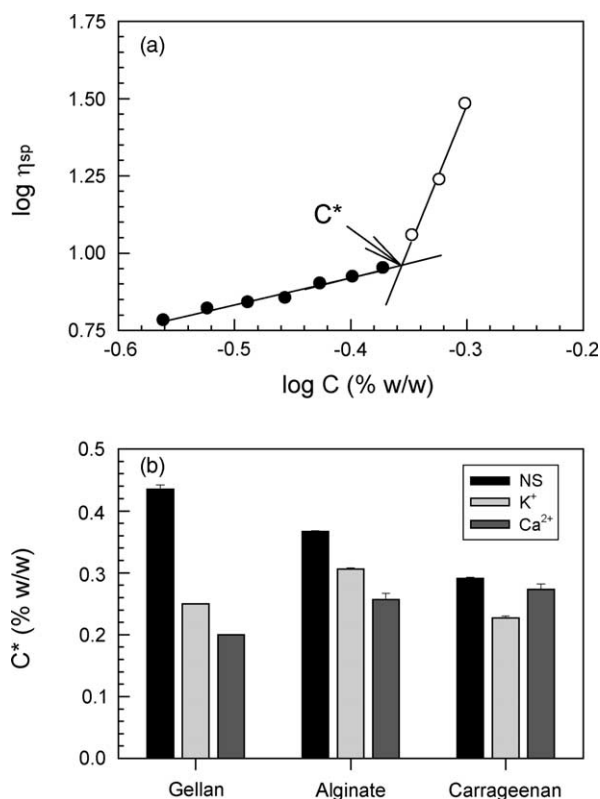 (a)
1.75
1.50
1.25
1.00
0.75
log ηsp
C*
-0.6 -0.5 -0.4 -0.3 -0.2
log C (% w/w)
(b)
0.5
0.4
0.3
0.2
0.1
0.0
C* (% w/w)
NS
K⁺
Ca²⁺
Gellan Alginate Carrageenan